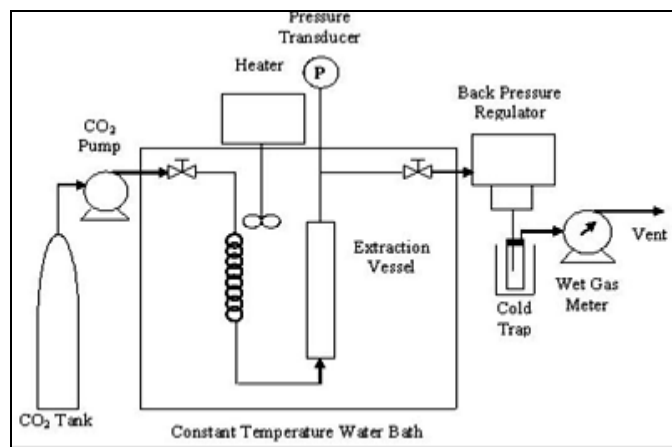 Pressure
Transducer
P
Heater
Back Pressure
Regulator
CO₂
Pump
Extraction
Vessel
Vent
Wet Gas
Meter
Cold
Trap
CO₂ Tank
Constant Temperature Water Bath